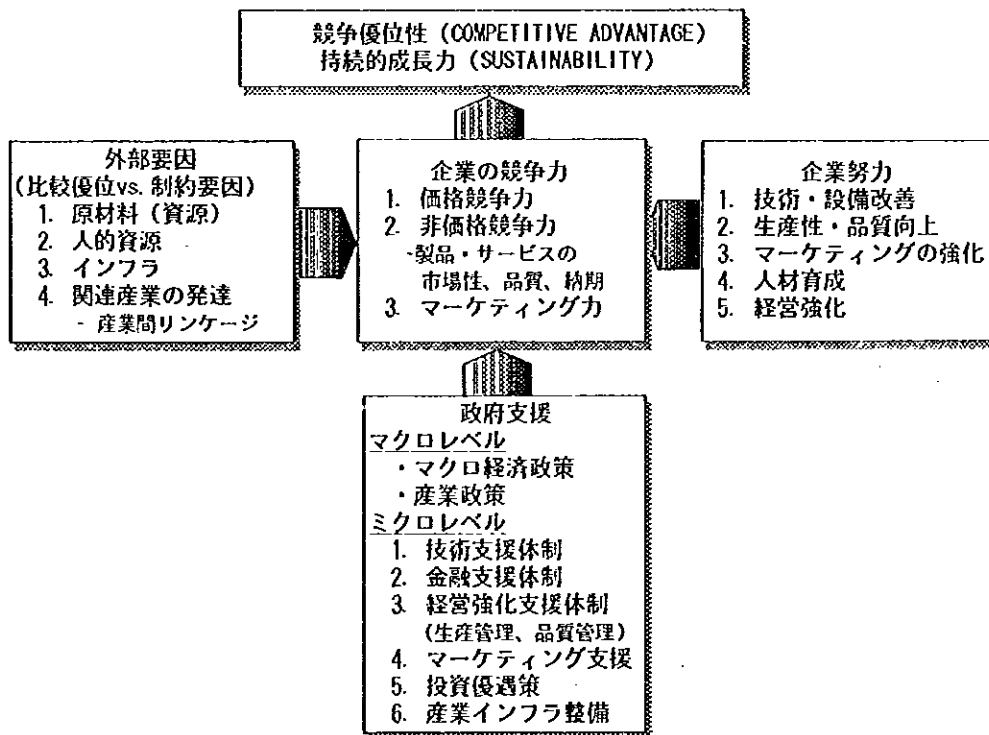 競争優位性 (COMPETITIVE ADVANTAGE)
持続的成長力 (SUSTAINABILITY)
外部要因
(比較優位vs. 制約要因)
1. 原材料 (資源)
2. 人的資源
3. インフラ
4. 関連産業の発達
- 産業間リンケージ
企業の競争力
1. 価格競争力
2. 非価格競争力
-製品・サービスの
市場性、品質、納期
3. マーケティング力
企業努力
1. 技術・設備改善
2. 生産性・品質向上
3. マーケティングの強化
4. 人材育成
5. 経営強化
政府支援
マクロレベル
・マクロ経済政策
・産業政策
ミクロレベル
1. 技術支援体制
2. 金融支援体制
3. 経営強化支援体制
(生産管理、品質管理)
4. マーケティング支援
5. 投資優遇策
6. 産業インフラ整備